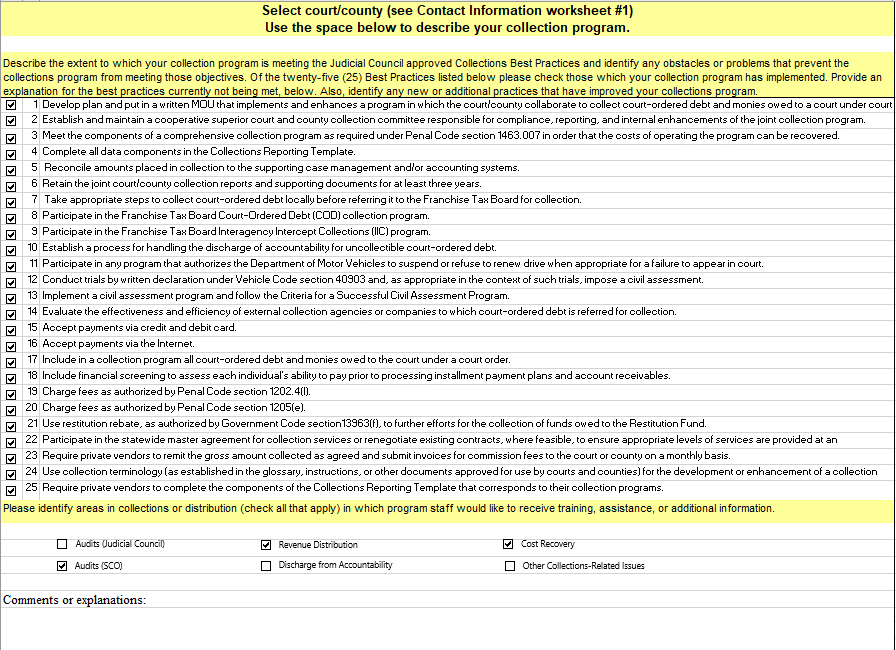 Select court/county (see Contact Information worksheet #1)
Use the space below to describe your collection program.
Describe the extent to which your collection program is meeting the Judicial Council approved Collections Best Practices and identify any obstacles or problems that prevent the
collections program from meeting those objectives. Of the twenty-five (25) Best Practices listed below please check those which your collection program has implemented. Provide an
explanation for the best practices currently not being met, below. Also, identify any new or additional practices that have improved your collections program.
1 Develop plan and put in a written MOU that implements and enhances a program in which the court/county collaborate to collect court-ordered debt and monies owed to a court under court
2 Establish and maintain a cooperative superior court and county collection committee responsible for compliance, reporting, and internal enhancements of the joint collection program.
3 Meet the components of a comprehensive collection program as required under Penal Code section 1463.007 in order that the costs of operating the program can be recovered.
4 Complete all data components in the Collections Reporting Template.
5 Reconcile amounts placed in collection to the supporting case management and/or accounting systems.
6 Retain the joint court/county collection reports and supporting documents for at least three years.
7 Take appropriate steps to collect court-ordered debt locally before referring it to the Franchise Tax Board for collection.
8 Participate in the Franchise Tax Board Court-Ordered Debt (COD) collection program.
9 Participate in the Franchise Tax Board Interagency Intercept Collections (IIC) program.
10 Establish a process for handling the discharge of accountability for uncollectible court-ordered debt.
11 Participate in any program that authorizes the Department of Motor Vehicles to suspend or refuse to renew drive when appropriate for a failure to appear in court.
12 Conduct trials by written declaration under Vehicle Code section 40903 and, as appropriate in the context of such trials, impose a civil assessment.
13 Implement a civil assessment program and follow the Criteria for a Successful Civil Assessment Program.
14 Evaluate the effectiveness and efficiency of external collection agencies or companies to which court-ordered debt is referred for collection.
15 Accept payments via credit and debit card.
16 Accept payments via the Internet.
17 Include in a collection program all court-ordered debt and monies owed to the court under a court order.
18 Include financial screening to assess each individual's ability to pay prior to processing installment payment plans and account receivables.
19 Charge fees as authorized by Penal Code section 1202.4(l).
20 Charge fees as authorized by Penal Code section 1205(e).
21 Use restitution rebate, as authorized by Government Code section13963(f), to further efforts for the collection of funds owed to the Restitution Fund.
22 Participate in the statewide master agreement for collection services or renegotiate existing contracts, where feasible, to ensure appropriate levels of services are provided at an
23 Require private vendors to remit the gross amount collected as agreed and submit invoices for commission fees to the court or county on a monthly basis.
24 Use collection terminology (as established in the glossary, instructions, or other documents approved for use by courts and counties) for the development or enhancement of a collection
25 Require private vendors to complete the components of the Collections Reporting Template that corresponds to their collection programs.
Please identify areas in collections or distribution (check all that apply) in which program staff would like to receive training, assistance, or additional information.
Audits (Judicial Council) Revenue Distribution Cost Recovery
Audits (SCO) Discharge from Accountability Other Collections-Related Issues
Comments or explanations: